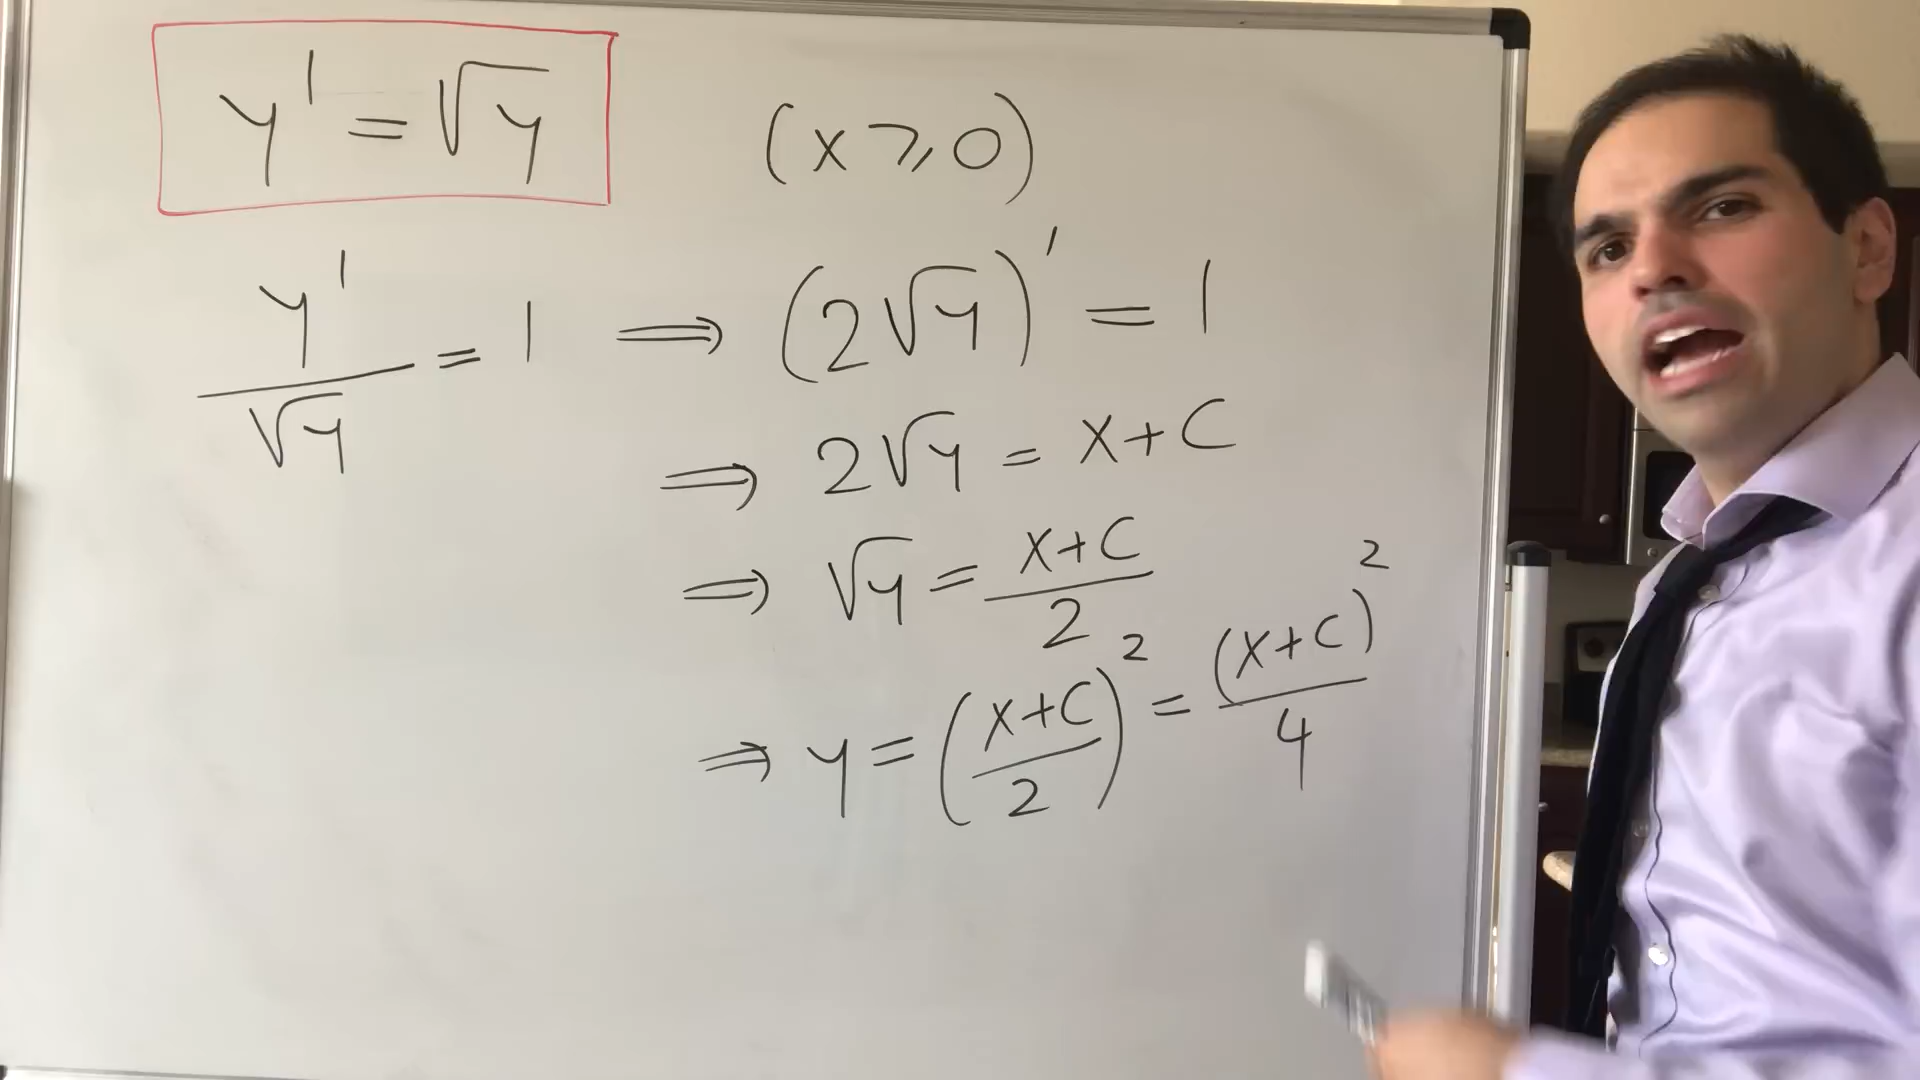 y' = √y (x ⩾ 0)
y'/√y = 1 ⟹ (2√y)' = 1
⟹ 2√y = x+C
⟹ √y = (x+C)/2
⟹ y = ((x+C)/2)² = (x+C)²/4